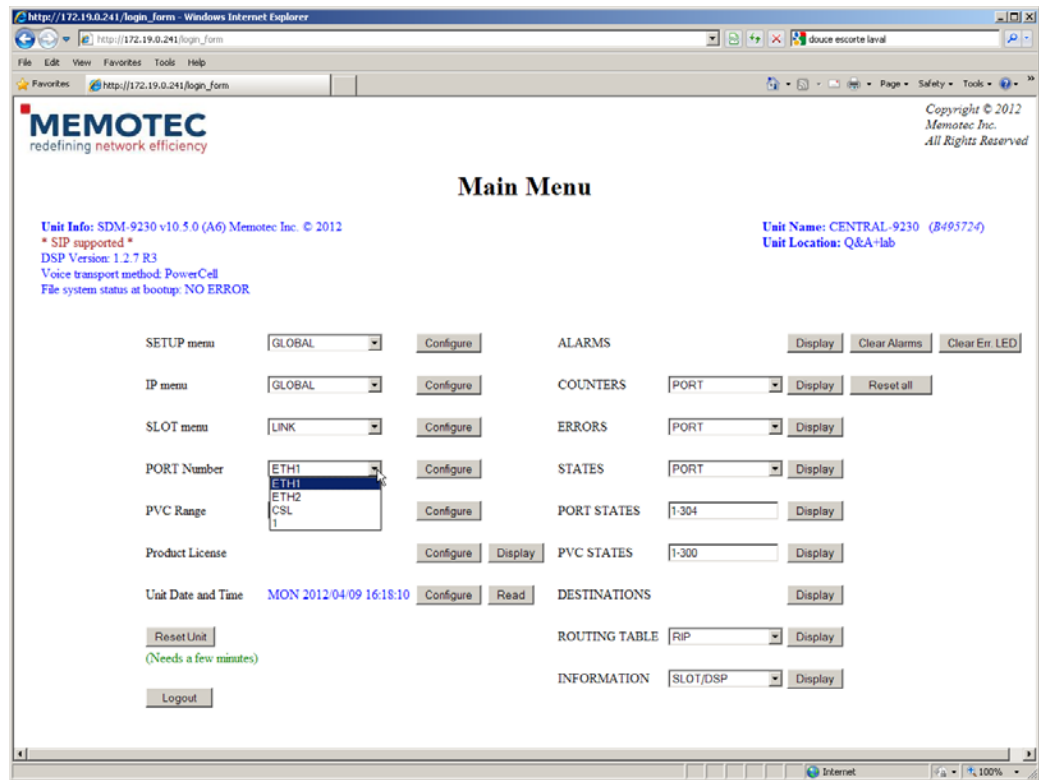 http://172.19.0.241/login_form - Windows Internet Explorer
http://172.19.0.241/login_form
douce escorte laval
File Edit View Favorites Tools Help
Favorites http://172.19.0.241/login_form Page Safety Tools
MEMOTEC
redefining network efficiency
Copyright © 2012
Memotec Inc.
All Rights Reserved
Main Menu
Unit Info: SDM-9230 v10.5.0 (A6) Memotec Inc. © 2012
* SIP supported *
DSP Version: 1.2.7 R3
Voice transport method: PowerCell
File system status at bootup: NO ERROR
Unit Name: CENTRAL-9230 (B495724)
Unit Location: Q&A+lab
SETUP menu GLOBAL Configure ALARMS Display Clear Alarms Clear Err. LED
IP menu GLOBAL Configure COUNTERS PORT Display Reset all
SLOT menu LINK Configure ERRORS PORT Display
PORT Number ETH1 Configure STATES PORT Display
ETH1
ETH2
CSL
1
PVC Range Configure PORT STATES 1-304 Display
Product License Configure Display PVC STATES 1-300 Display
Unit Date and Time MON 2012/04/09 16:18:10 Configure Read DESTINATIONS Display
Reset Unit ROUTING TABLE RIP Display
(Needs a few minutes)
INFORMATION SLOT/DSP Display
Logout
Internet 100%